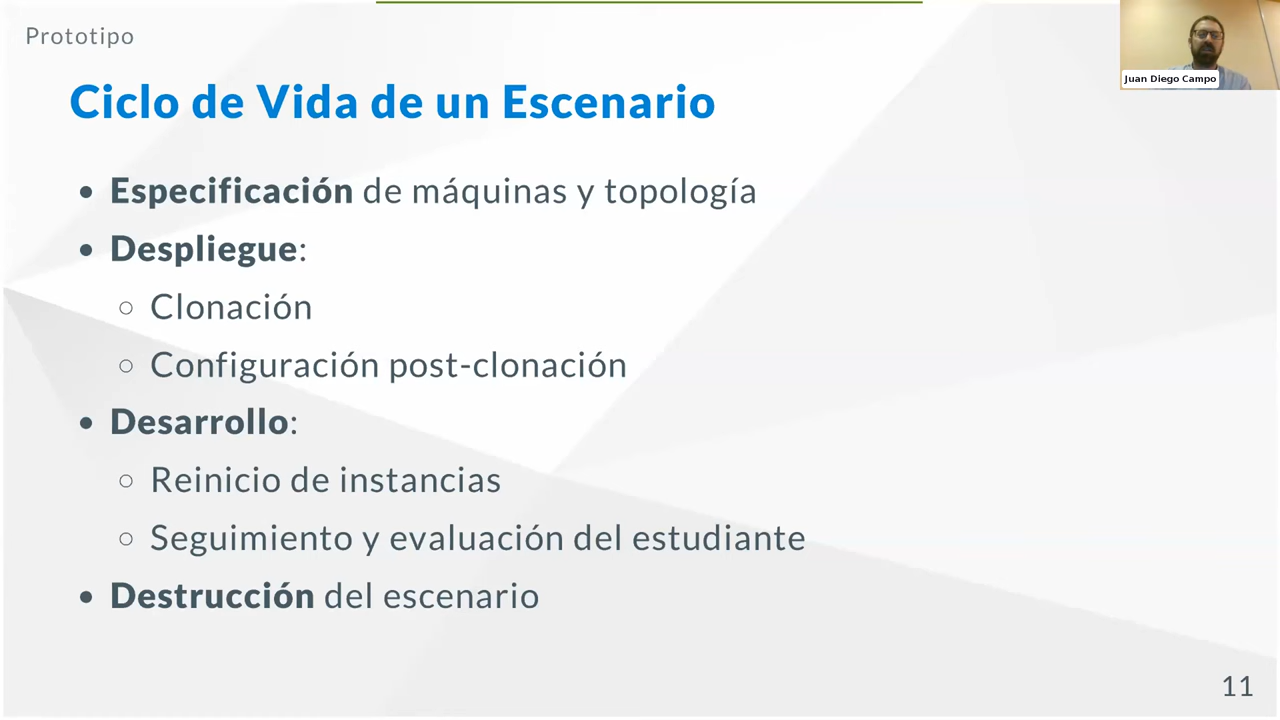 Prototipo
Juan Diego Campo
Ciclo de Vida de un Escenario
• Especificación de máquinas y topología
• Despliegue:
○ Clonación
○ Configuración post-clonación
• Desarrollo:
○ Reinicio de instancias
○ Seguimiento y evaluación del estudiante
• Destrucción del escenario
11